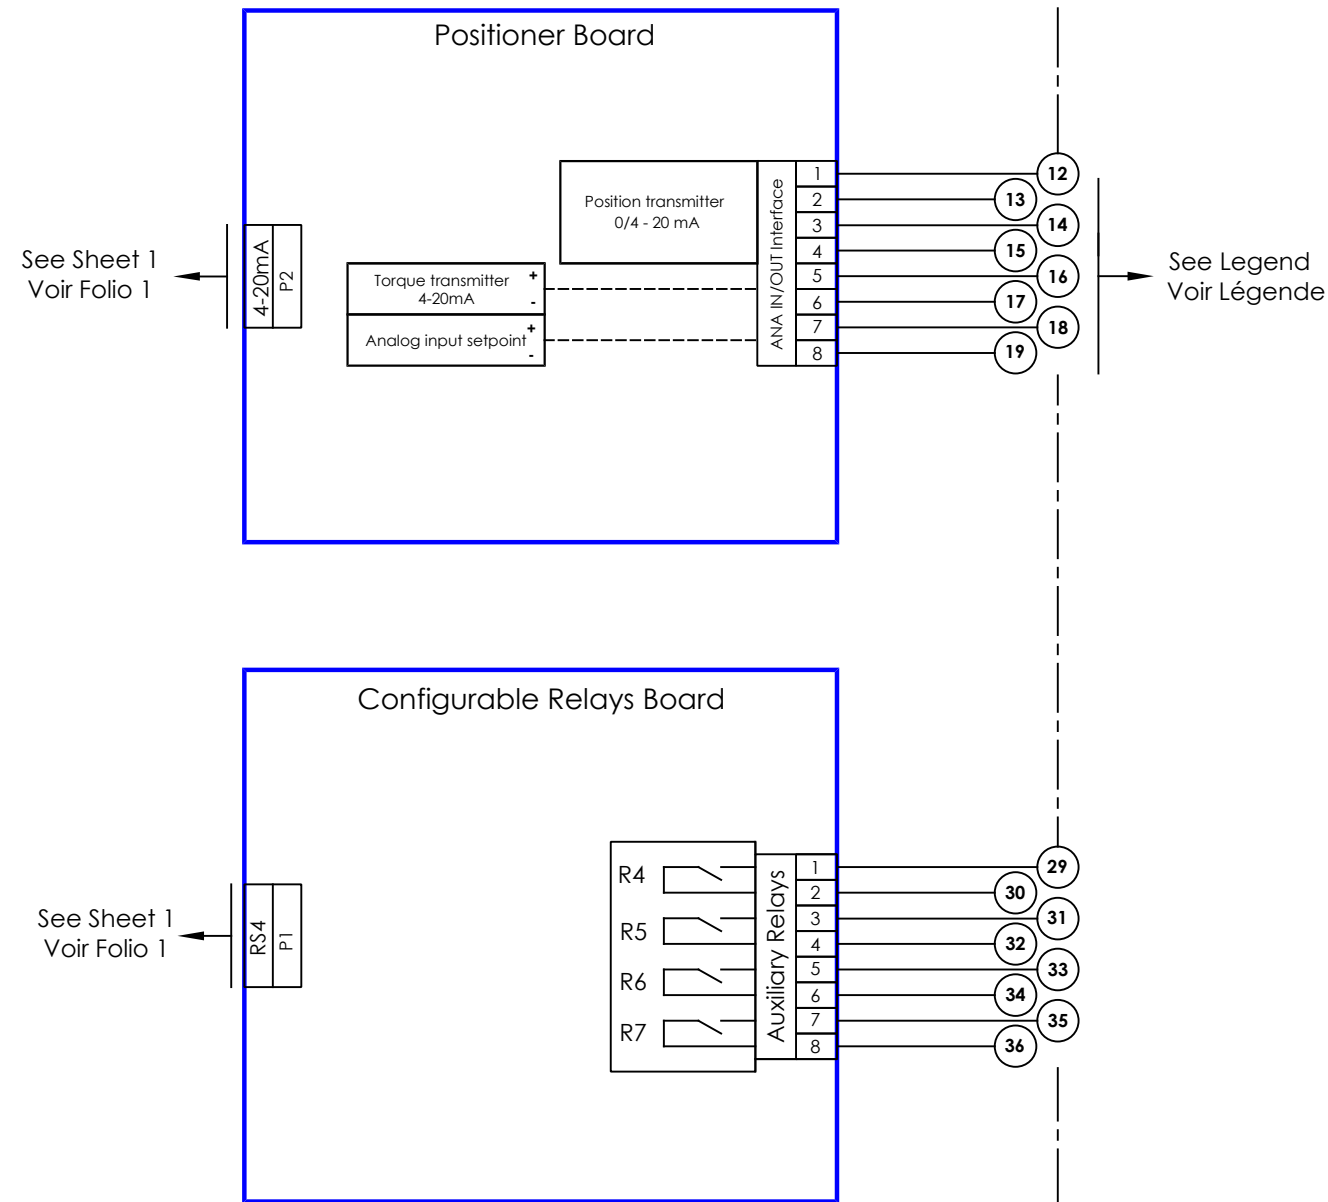 Positioner Board
See Sheet 1
Voir Folio 1
4-20mA
P2
Torque transmitter
4-20mA
+
-
Analog input setpoint
+
-
Position transmitter
0/4 - 20 mA
ANA IN/OUT Interface
1
2
3
4
5
6
7
8
12
13
14
15
16
17
18
19
See Legend
Voir Légende
Configurable Relays Board
See Sheet 1
Voir Folio 1
RS4
P1
R4
R5
R6
R7
Auxiliary Relays
1
2
3
4
5
6
7
8
29
30
31
32
33
34
35
36